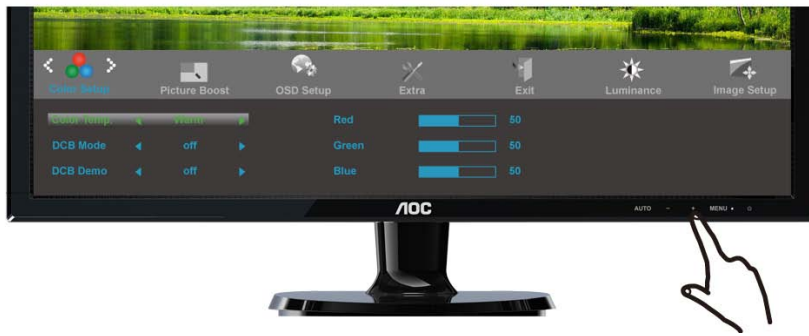 Color Setup Picture Boost OSD Setup Extra Exit Luminance Image Setup
Color Temp. Warm Red 50
DCB Mode off Green 50
DCB Demo off Blue 50
AOC
AUTO - + MENU